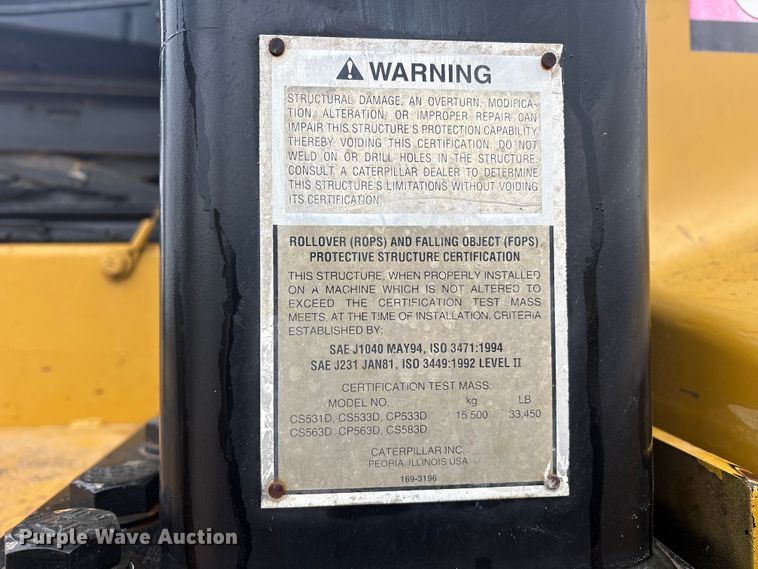 WARNING
STRUCTURAL DAMAGE, AN OVERTURN, MODIFICA-
TION, ALTERATION, OR IMPROPER REPAIR CAN
IMPAIR THIS STRUCTURE'S PROTECTION CAPABILITY
THEREBY VOIDING THIS CERTIFICATION. DO NOT
WELD ON OR DRILL HOLES IN THE STRUCTURE.
CONSULT A CATERPILLAR DEALER TO DETERMINE
THIS STRUCTURE'S LIMITATIONS WITHOUT VOIDING
ITS CERTIFICATION.
ROLLOVER (ROPS) AND FALLING OBJECT (FOPS)
PROTECTIVE STRUCTURE CERTIFICATION
THIS STRUCTURE, WHEN PROPERLY INSTALLED
ON A MACHINE WHICH IS NOT ALTERED TO
EXCEED THE CERTIFICATION TEST MASS
MEETS, AT THE TIME OF INSTALLATION, CRITERIA
ESTABLISHED BY:
SAE J1040 MAY94, ISO 3471:1994
SAE J231 JAN81, ISO 3449:1992 LEVEL II
CERTIFICATION TEST MASS:
MODEL NO. kg LB
CS531D, CS533D, CP533D 15 500 33,450
CS563D, CP563D, CS583D
CATERPILLAR INC.
PEORIA, ILLINOIS USA
169-3196
Purple Wave Auction